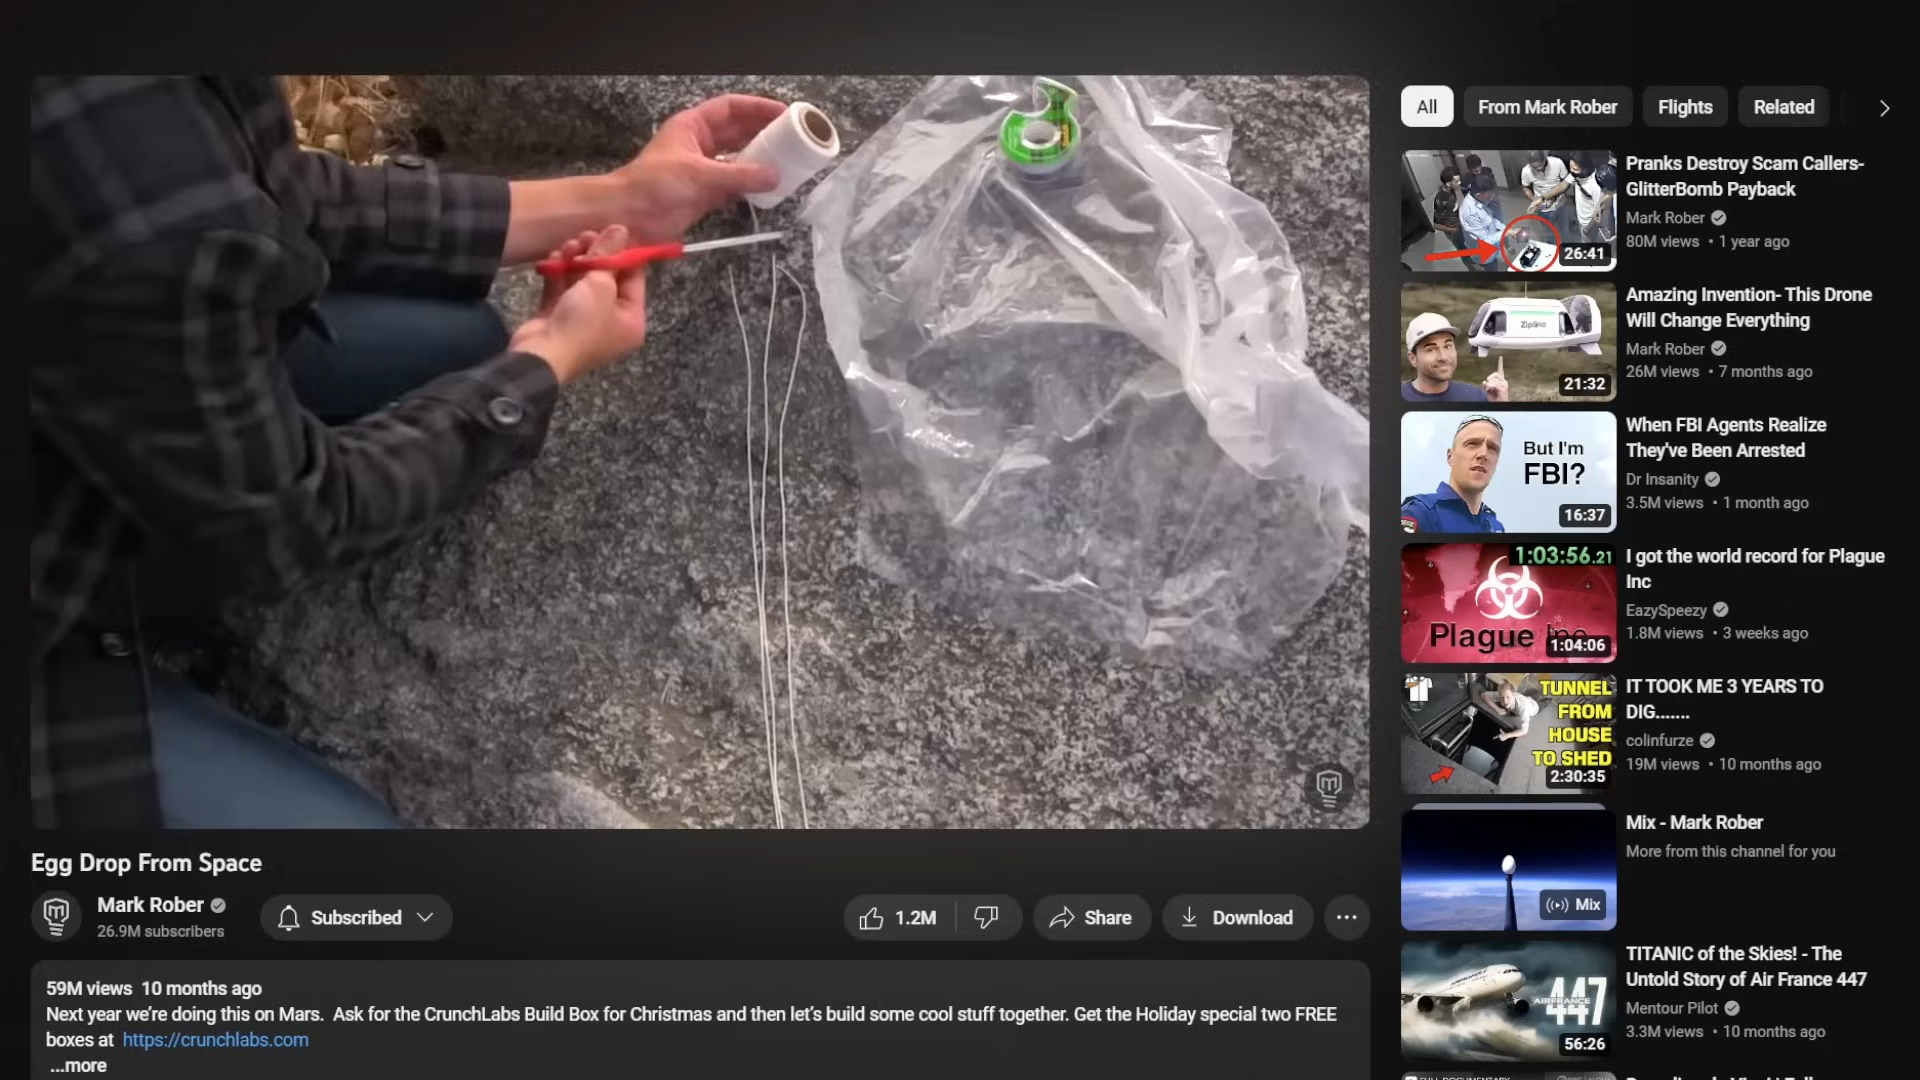 All
From Mark Rober
Flights
Related
Pranks Destroy Scam Callers-
GlitterBomb Payback
Mark Rober
80M views • 1 year ago
26:41
Amazing Invention- This Drone
Will Change Everything
Mark Rober
26M views • 7 months ago
Zipline
21:32
When FBI Agents Realize
They've Been Arrested
Dr Insanity
3.5M views • 1 month ago
But I'm
FBI?
16:37
1:03:56.21
I got the world record for Plague
Inc
EazySpeezy
1.8M views • 3 weeks ago
Plague Inc
1:04:06
IT TOOK ME 3 YEARS TO
DIG.......
colinfurze
19M views • 10 months ago
TUNNEL
FROM
HOUSE
TO SHED
2:30:35
Mix - Mark Rober
More from this channel for you
Mix
TITANIC of the Skies! - The
Untold Story of Air France 447
Mentour Pilot
3.3M views • 10 months ago
447
AIRFRANCE
56:26
Egg Drop From Space
Mark Rober
26.9M subscribers
Subscribed
1.2M
Share
Download
59M views 10 months ago
Next year we're doing this on Mars. Ask for the CrunchLabs Build Box for Christmas and then let's build some cool stuff together. Get the Holiday special two FREE
boxes at https://crunchlabs.com
...more